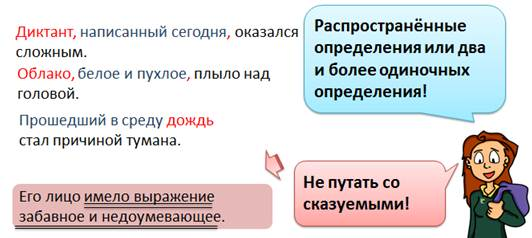 Диктант, написанный сегодня, оказался
сложным.
Облако, белое и пухлое, плыло над
головой.
Прошедший в среду дождь
стал причиной тумана.
Его лицо имело выражение
забавное и недоумевающее.
Распространённые
определения или два
и более одиночных
определения!
Не путать со
сказуемыми!